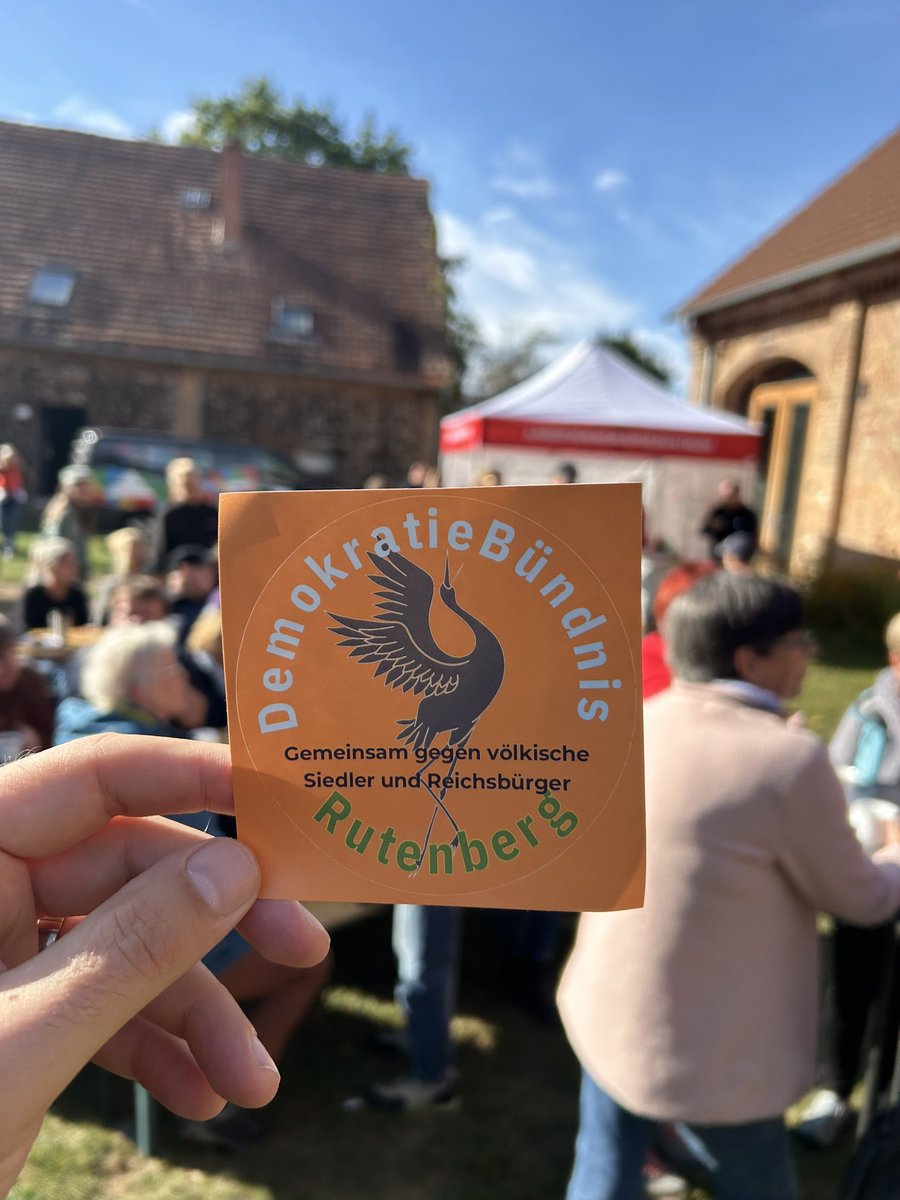 DemokratieBündnis
Gemeinsam gegen völkische
Siedler und Reichsbürger
Rutenberg